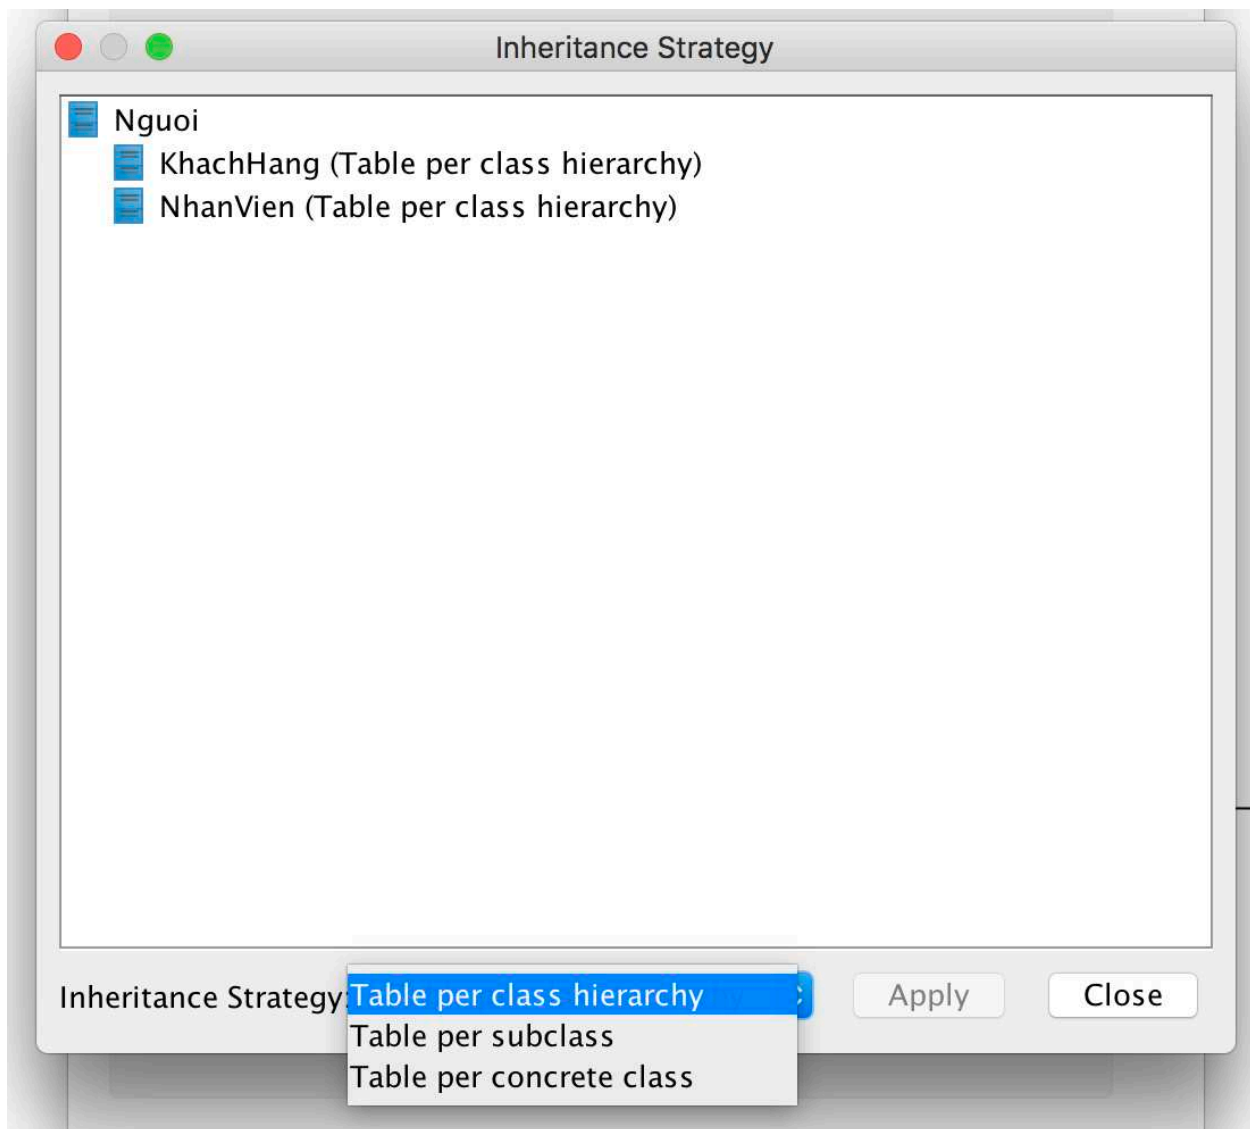 Inheritance Strategy
Nguoi
KhachHang (Table per class hierarchy)
NhanVien (Table per class hierarchy)
Inheritance Strategy: Table per class hierarchy
Apply
Close
Table per subclass
Table per concrete class